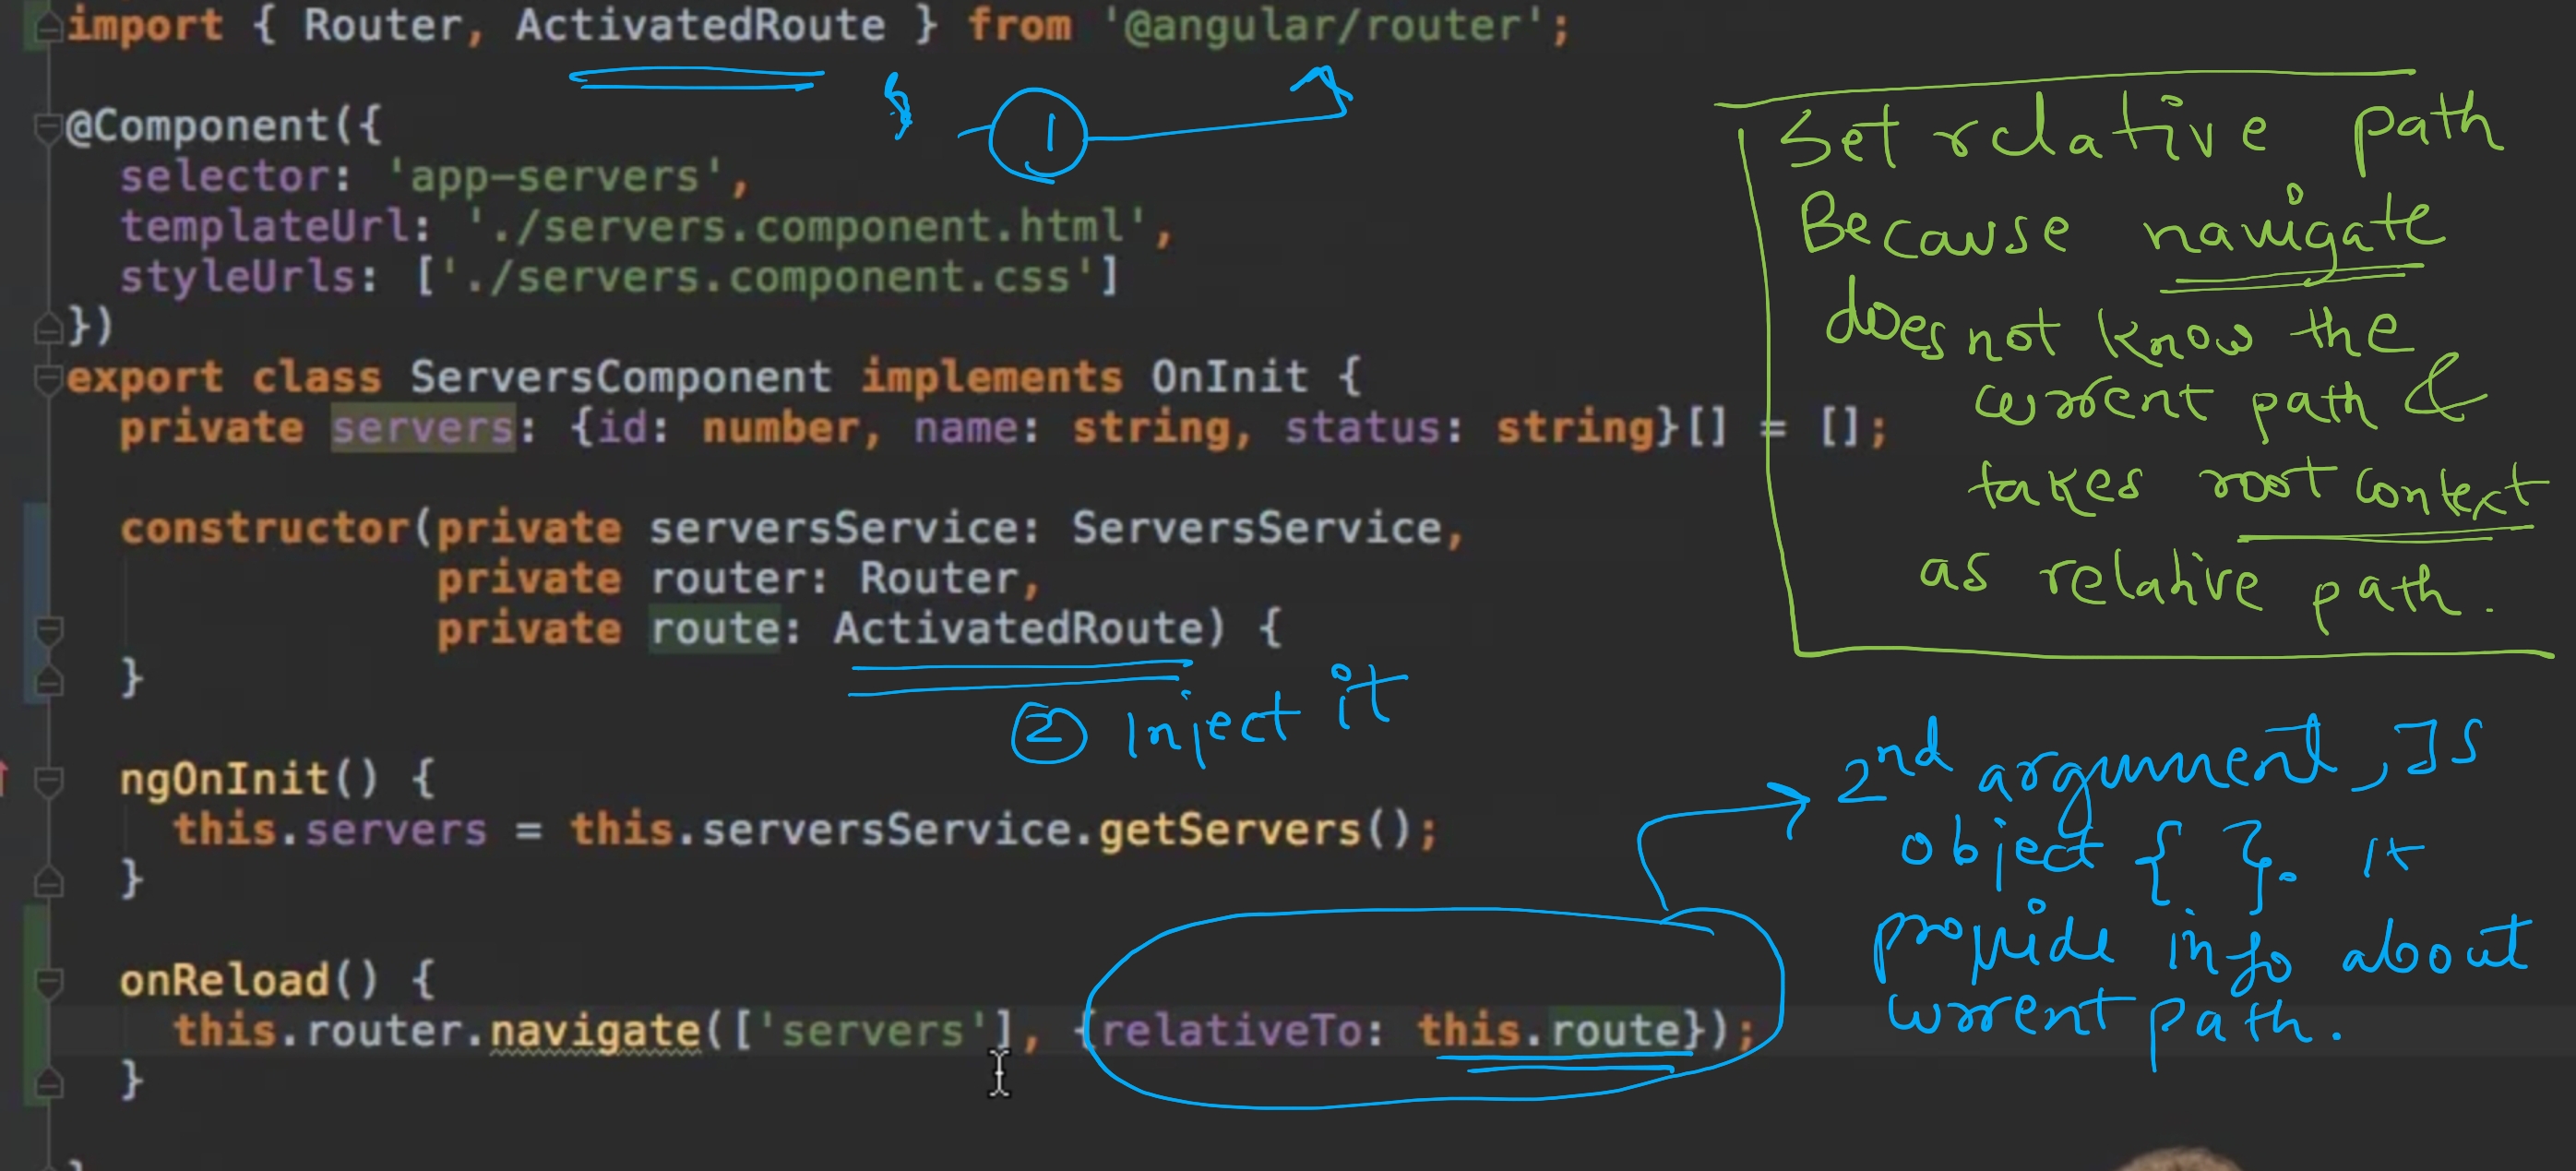 import { Router, ActivatedRoute } from '@angular/router';
①
@Component({
selector: 'app-servers',
templateUrl: './servers.component.html',
styleUrls: ['./servers.component.css']
})
export class ServersComponent implements OnInit {
private servers: {id: number, name: string, status: string}[] = [];
constructor(private serversService: ServersService,
private router: Router,
private route: ActivatedRoute) {
}
② Inject it
ngOnInit() {
this.servers = this.serversService.getServers();
}
onReload() {
this.router.navigate(['servers'], {relativeTo: this.route});
}
}
Set relative path
Because navigate
does not know the
current path &
takes root context
as relative path.
2nd argument, JS
object { }. It
provide info about
current path.